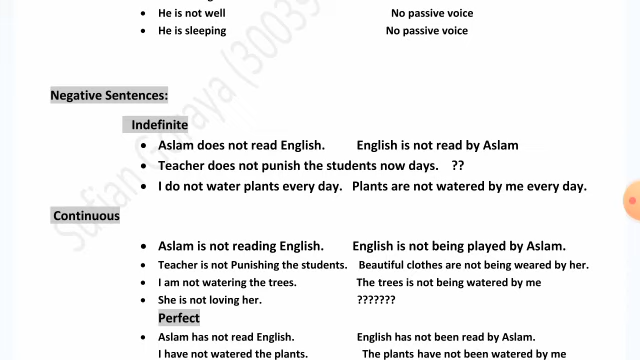 He is not well No passive voice
He is sleeping No passive voice
Negative Sentences:
Indefinite
Aslam does not read English. English is not read by Aslam
Teacher does not punish the students now days. ??
I do not water plants every day. Plants are not watered by me every day.
Continuous
Aslam is not reading English. English is not being played by Aslam.
Teacher is not Punishing the students. Beautiful clothes are not being weared by her.
I am not watering the trees. The trees is not being watered by me
She is not loving her. ???????
Perfect
Aslam has not read English. English has not been read by Aslam.
I have not watered the plants. The plants have not been watered by me